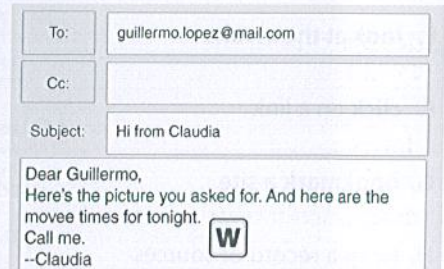 To: guillermo.lopez@mail.com
Cc:
Subject: Hi from Claudia
Dear Guillermo,
Here's the picture you asked for. And here are the
movee times for tonight.
Call me.
W
--Claudia